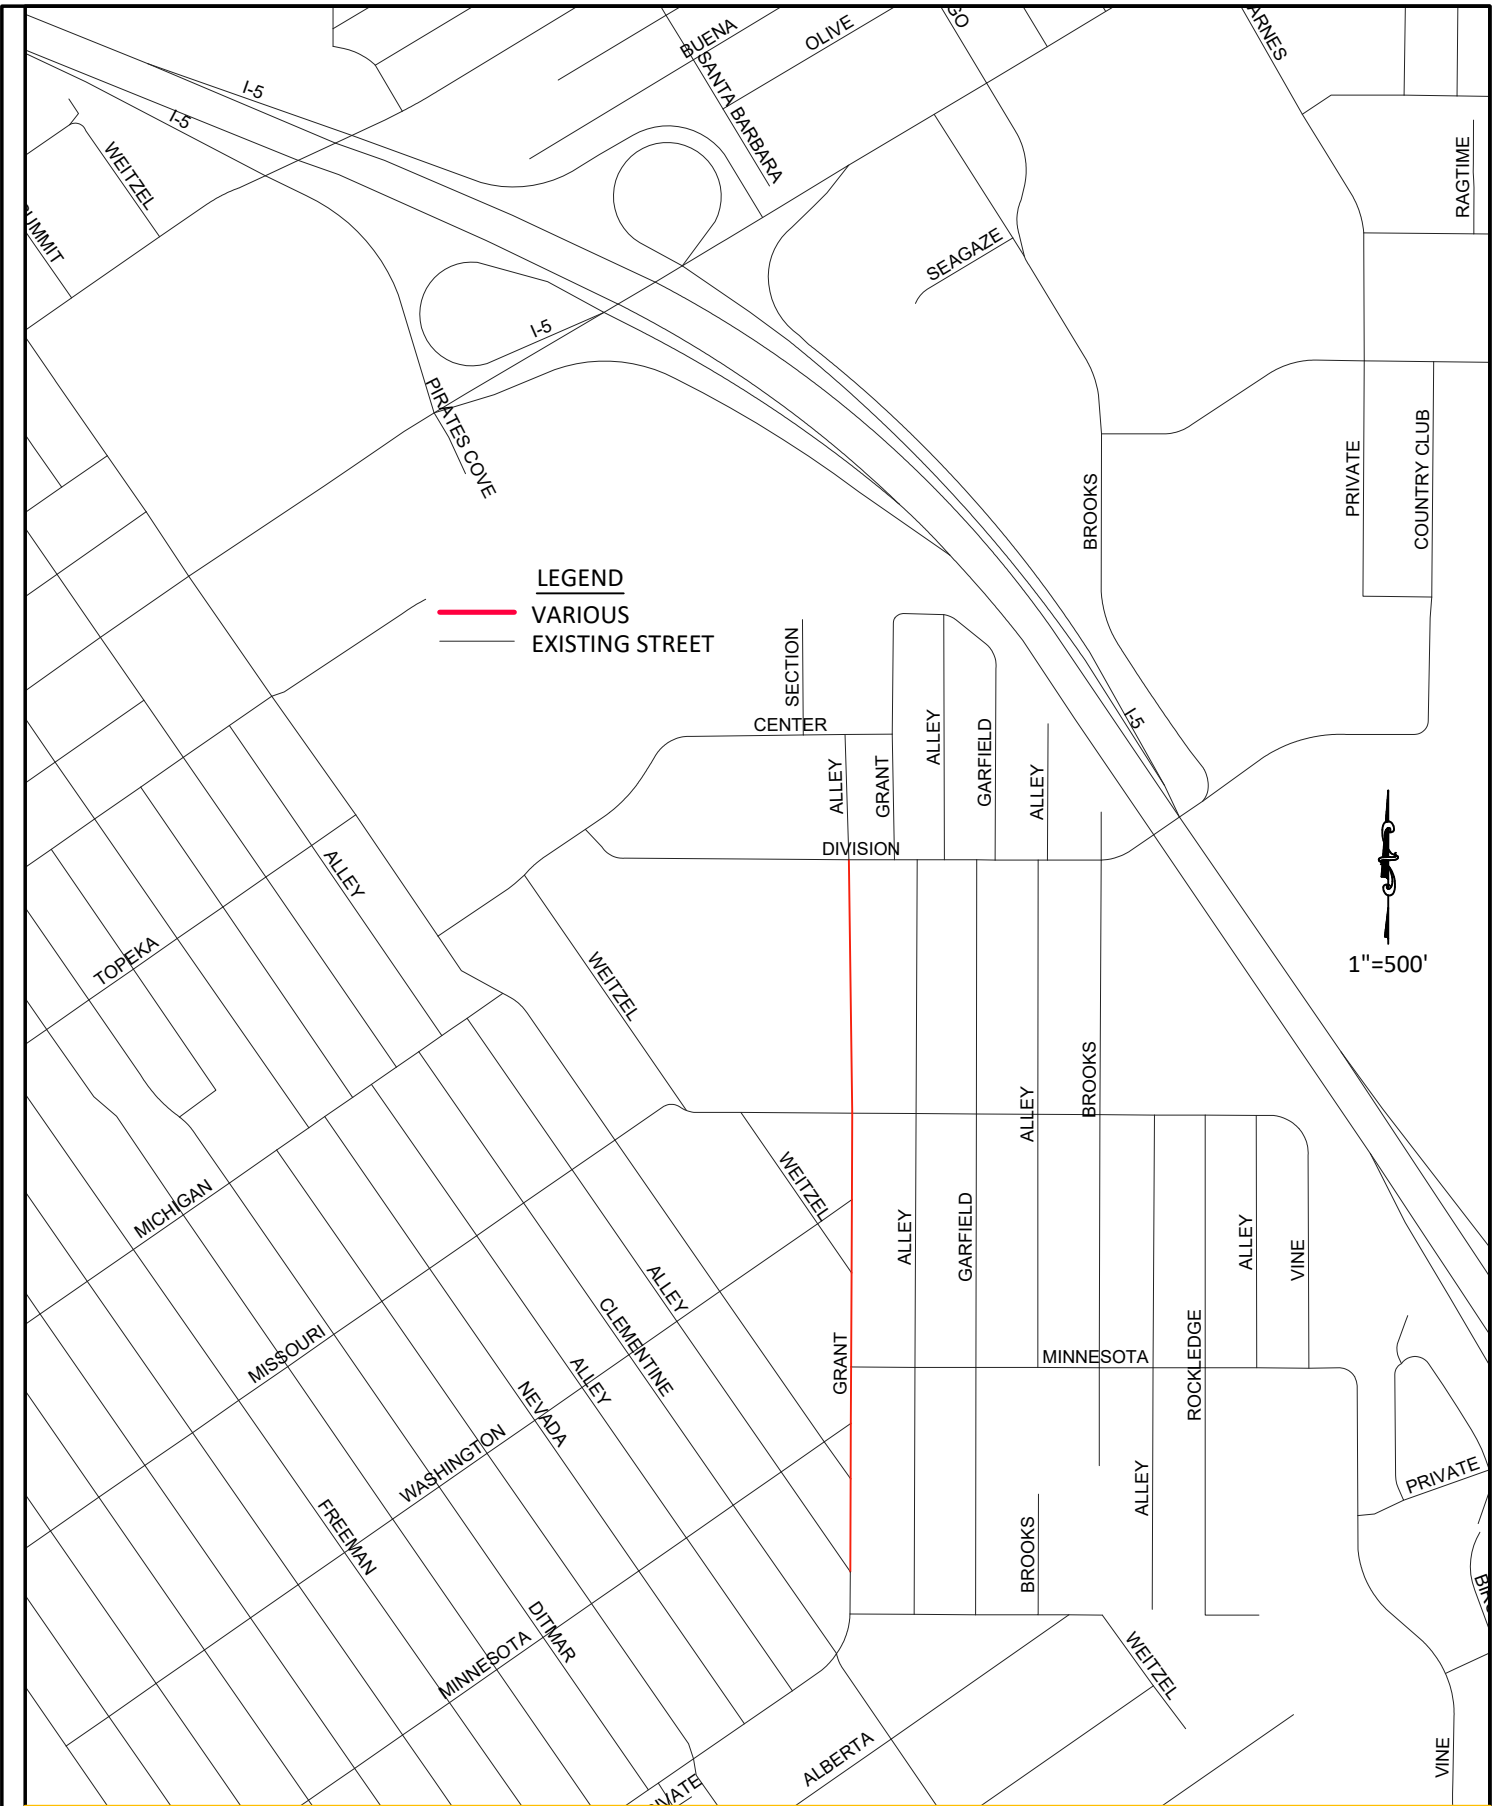 BUENA
OLIVE
GO
ARNES
I-5
I-5
SANTA BARBARA
WEITZEL
RAGTIME
SEAGAZE
I-5
PIRATES COVE
PRIVATE
COUNTRY CLUB
BROOKS
LEGEND
VARIOUS
EXISTING STREET
SECTION
CENTER
ALLEY
GARFIELD
I-5
ALLEY
GRANT
ALLEY
DIVISION
ALLEY
TOPEKA
WEITZEL
1"=500'
BROOKS
ALLEY
MICHIGAN
WEITZEL
ALLEY
GARFIELD
ALLEY
VINE
ALLEY
CLEMENTINE
MISSOURI
GRANT
MINNESOTA
ROCKLEDGE
ALLEY
NEVADA
WASHINGTON
ALLEY
PRIVATE
FREEMAN
BROOKS
DITMAR
MINNESOTA
WEITZEL
ALBERTA
VINE